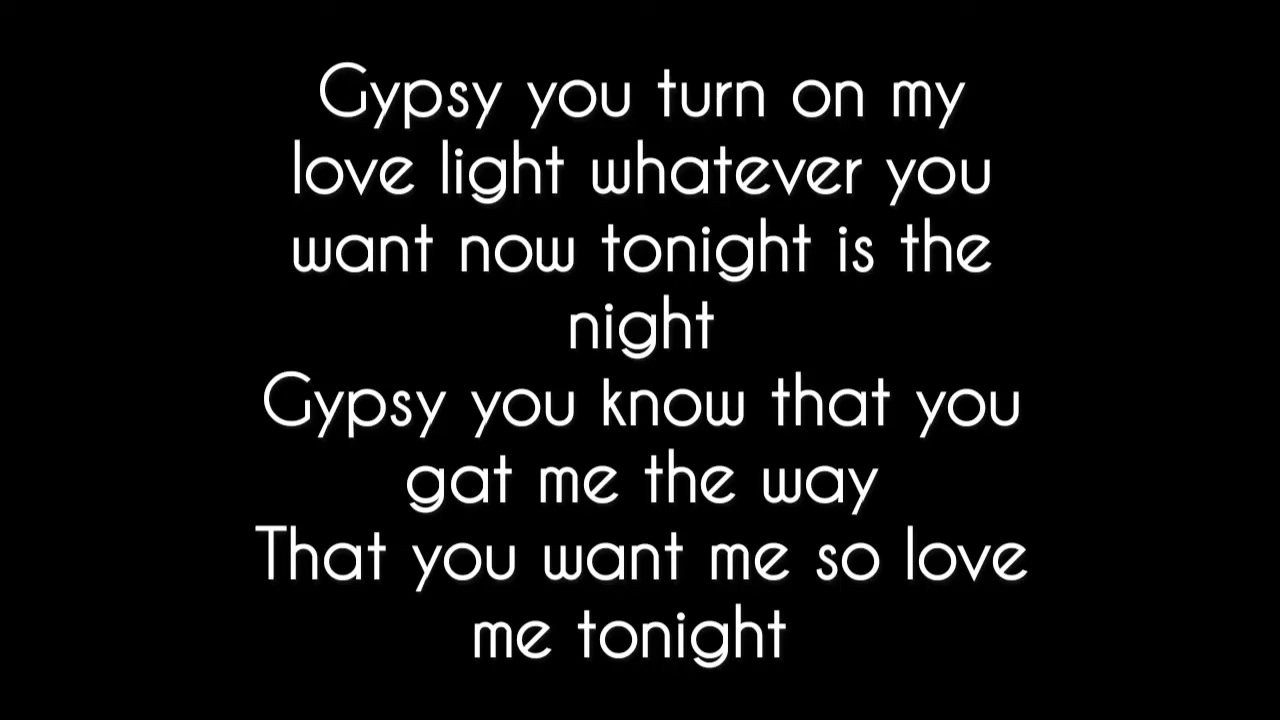 Gypsy you turn on my
love light whatever you
want now tonight is the
night
Gypsy you know that you
gat me the way
That you want me so love
me tonight